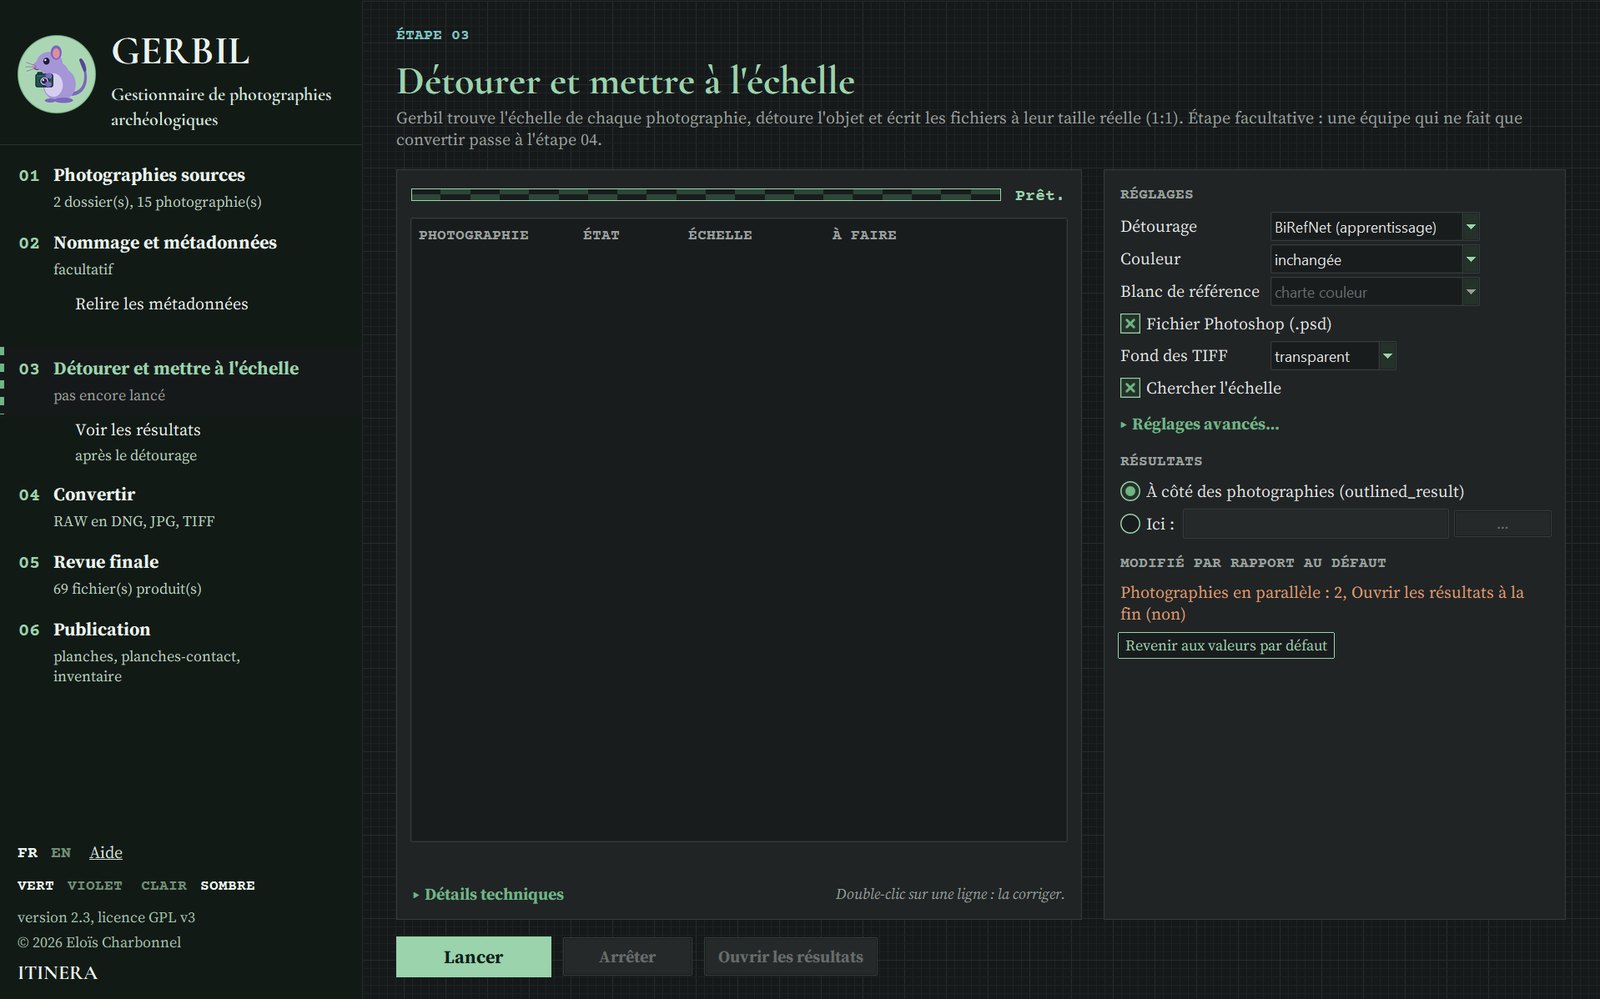 GERBIL
Gestionnaire de photographies
archéologiques
01 Photographies sources
2 dossier(s), 15 photographie(s)
02 Nommage et métadonnées
facultatif
Relire les métadonnées
03 Détourer et mettre à l'échelle
pas encore lancé
Voir les résultats
après le détourage
04 Convertir
RAW en DNG, JPG, TIFF
05 Revue finale
69 fichier(s) produit(s)
06 Publication
planches, planches-contact,
inventaire
FR EN Aide
VERT VIOLET CLAIR SOMBRE
version 2.3, licence GPL v3
© 2026 Eloïs Charbonnel
ITINERA
ÉTAPE 03
Détourer et mettre à l'échelle
Gerbil trouve l'échelle de chaque photographie, détoure l'objet et écrit les fichiers à leur taille réelle (1:1). Étape facultative : une équipe qui ne fait que
convertir passe à l'étape 04.
Prêt.
PHOTOGRAPHIE ÉTAT ÉCHELLE À FAIRE
▸ Détails techniques
Double-clic sur une ligne : la corriger.
Lancer Arrêter Ouvrir les résultats
RÉGLAGES
Détourage BiRefNet (apprentissage)
Couleur inchangée
Blanc de référence charte couleur
Fichier Photoshop (.psd)
Fond des TIFF transparent
Chercher l'échelle
▸ Réglages avancés...
RÉSULTATS
À côté des photographies (outlined_result)
Ici : ...
MODIFIÉ PAR RAPPORT AU DÉFAUT
Photographies en parallèle : 2, Ouvrir les résultats à la
fin (non)
Revenir aux valeurs par défaut